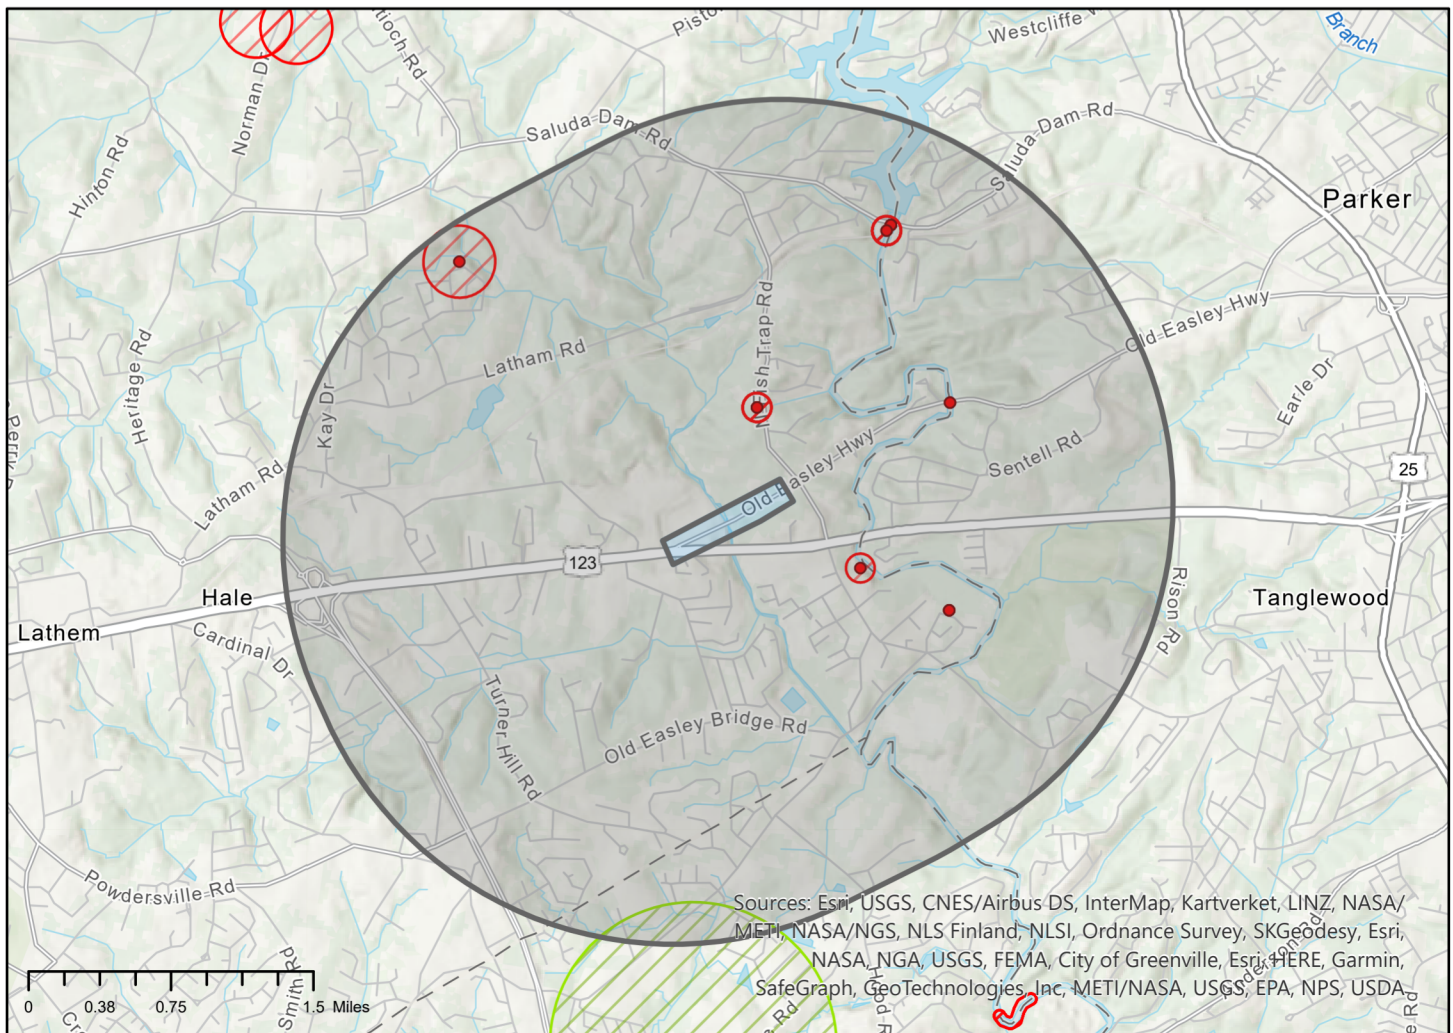 Branch
Westcliffe
Norman Dr
Saluda Dam Rd
Saluda Dam Rd
Hinton Rd
Parker
Old Easley Hwy
Latham Rd
Heritage Rd
Kay Dr
Earle Dr
Sentell Rd
25
Latham Rd
Old Easley Hwy
123
Hale
Tanglewood
Lathem
Cardinal Dr
Rison Rd
Turner Hill Rd
Old Easley Bridge Rd
Powdersville Rd
Smith Rd
Anderson Rd
Sources: Esri, USGS, CNES/Airbus DS, InterMap, Kartverket, LINZ, NASA/
METI, NASA/NGS, NLS Finland, NLSI, Ordnance Survey, SKGeodesy, Esri,
NASA, NGA, USGS, FEMA, City of Greenville, Esri, HERE, Garmin,
SafeGraph, GeoTechnologies, Inc, METI/NASA, USGS, EPA, NPS, USDA
0 0.38 0.75 1.5 Miles